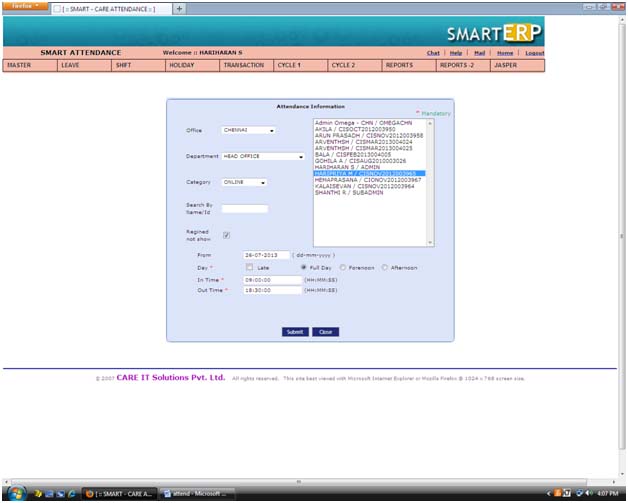 Firefox
[ :: SMART - CARE ATTENDANCE :: ]
+
SMARTERP
SMART ATTENDANCE
Welcome :: HARIHARAN S
Chat | Help | Mail | Home | Logout
MASTER LEAVE SHIFT HOLIDAY TRANSACTION CYCLE 1 CYCLE 2 REPORTS REPORTS -2 JASPER
Attendance Information
* Mandatory
Office CHENNAI
Department HEAD OFFICE
Category ONLINE
Search By
Name/Id
Regined
not show
Admin Omega - CHN / OMEGACHN
AKILA / CISOCT2012003950
ARUN PRASADH / CISNOV2012003958
ARVENTHSH / CISMAR2013004024
ARVENTHSH / CISMAR2013004025
BALA / CISFEB2013004005
GOHILA A / CISAUG2010003026
HARIHARAN S / ADMIN
HARIPRIYA M / CISNOV2012003965
HEMAPRASANA / CIONOV2012003967
KALAISEVAN / CISNOV2012003964
SHANTHI R / SUBADMIN
From 26-07-2013 ( dd-mm-yyyy )
Day * Late Full Day Forenoon Afternoon
In Time * 09:00:00 (HH:MM:SS)
Out Time * 18:30:00 (HH:MM:SS)
Submit Close
© 2007 CARE IT Solutions Pvt. Ltd. All rights reserved. This site best viewed with Microsoft Internet Explorer or Mozilla Firefox @ 1024 x 768 screen size.
[ :: SMART - CARE A...
attend - Microsoft ...
4:07 PM